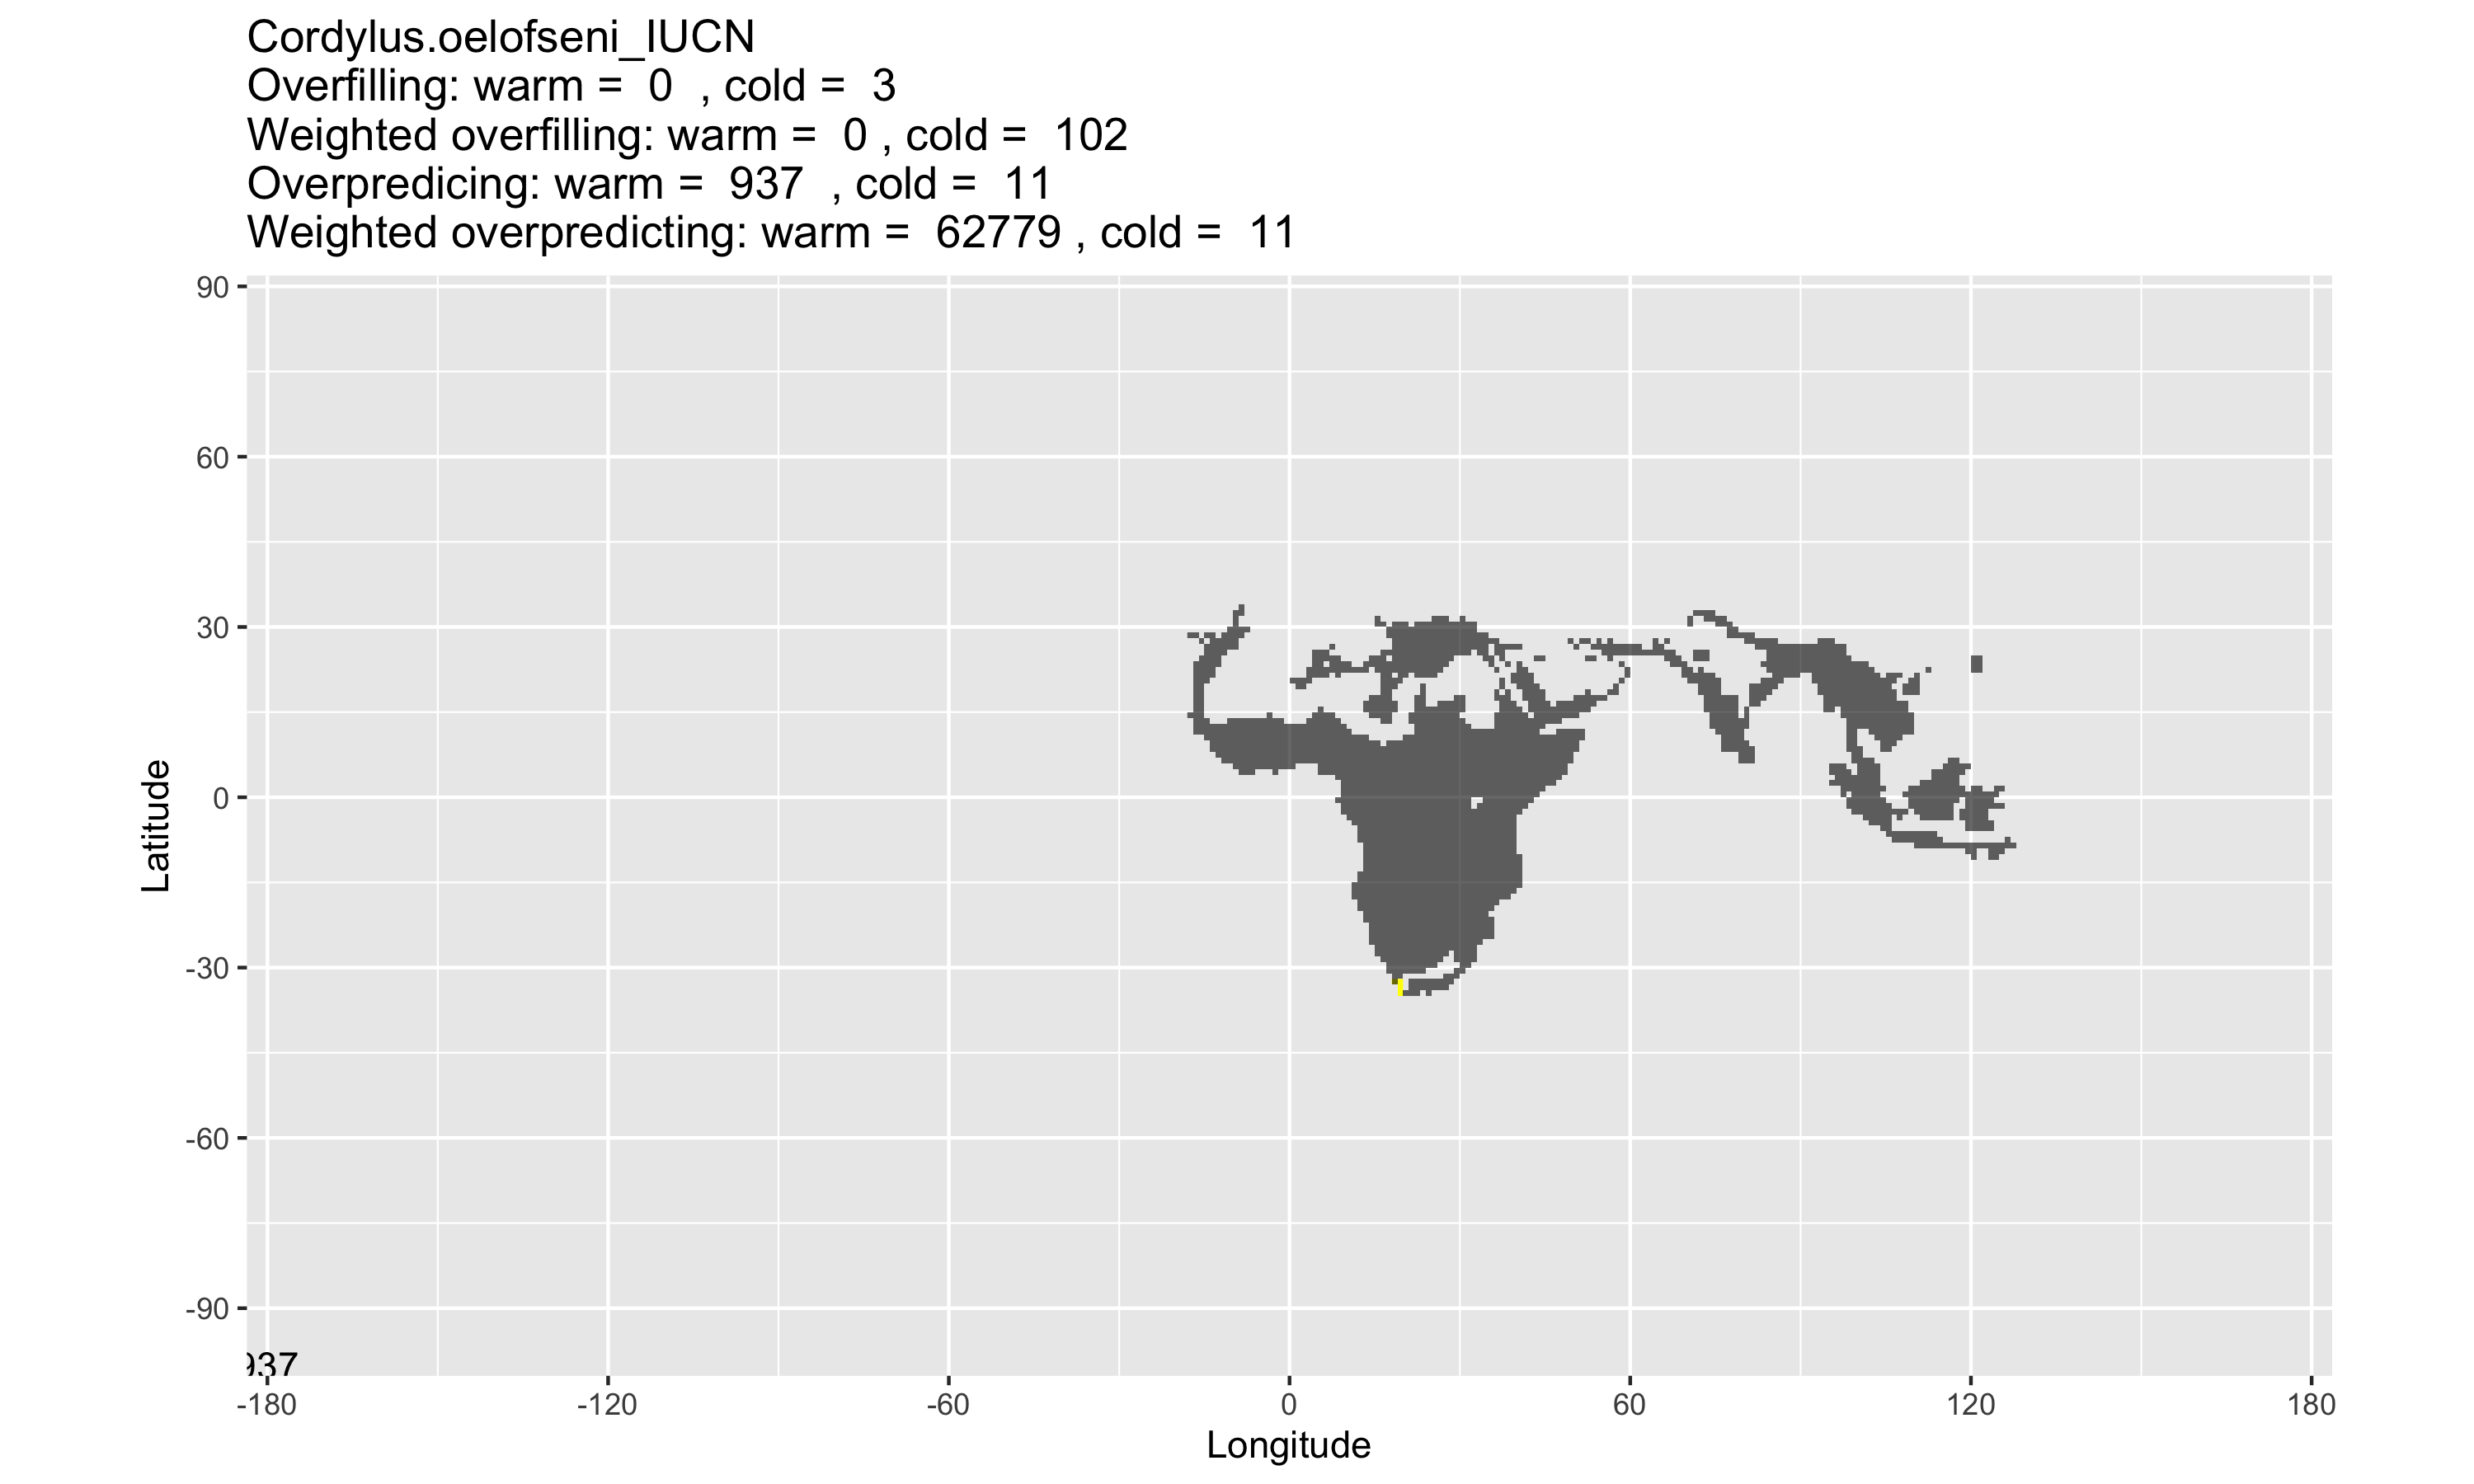 Cordylus.oelofseni_IUCN
Overfilling: warm = 0 , cold = 3
Weighted overfilling: warm = 0 , cold = 102
Overpredicing: warm = 937 , cold = 11
Weighted overpredicting: warm = 62779 , cold = 11
90
60
30
0
-30
-60
-90
Latitude
937
-180 -120 -60 0 60 120 180
Longitude